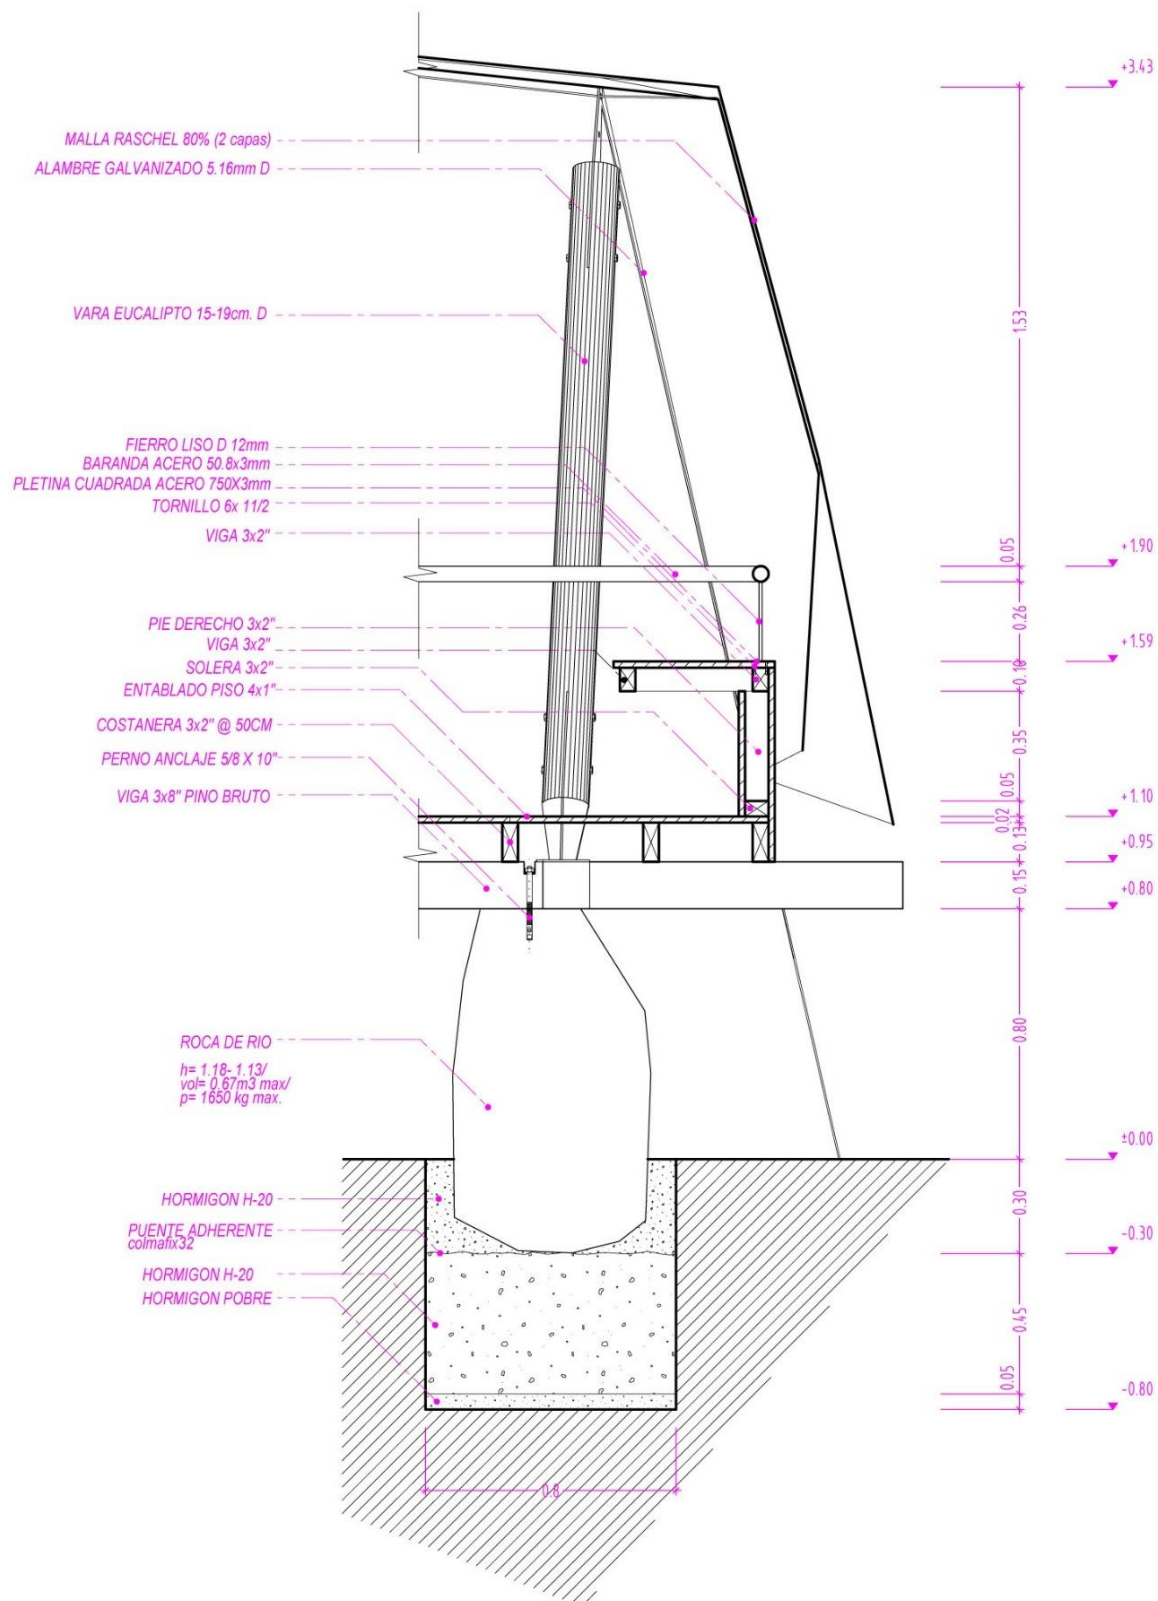 +3.43
MALLA RASCHEL 80% (2 capas)
ALAMBRE GALVANIZADO 5.16mm D
VARA EUCALIPTO 15-19cm. D
1.53
FIERRO LISO D 12mm
BARANDA ACERO 50.8x3mm
PLETINA CUADRADA ACERO 750X3mm
TORNILLO 6x 11/2
VIGA 3x2"
0.05
+1.90
0.26
PIE DERECHO 3x2"
VIGA 3x2"
+1.59
SOLERA 3x2"
0.10
ENTABLADO PISO 4x1"
COSTANERA 3x2" @ 50CM
0.35
PERNO ANCLAJE 5/8 X 10"
0.05
VIGA 3x8" PINO BRUTO
+1.10
0.02
0.13
+0.95
0.15
+0.80
0.80
ROCA DE RIO
h= 1.18- 1.13/
vol= 0.67m3 max/
p= 1650 kg max.
±0.00
HORMIGON H-20
0.30
PUENTE ADHERENTE
colmafix32
-0.30
HORMIGON H-20
HORMIGON POBRE
0.45
0.05
-0.80
0.8